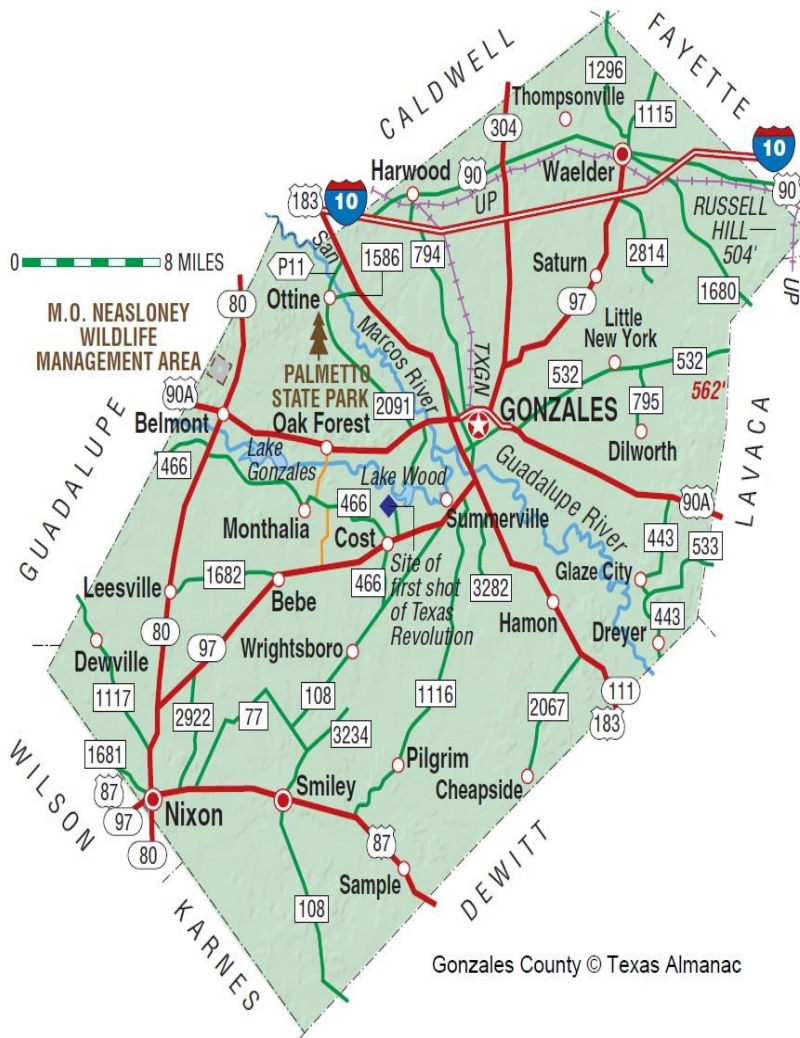 FAYETTE
CALDWELL
1296
Thompsonville
1115
304
10
Harwood
90
Waelder
90
183
10
UP
RUSSELL
HILL
504'
San
P11
1586
794
2814
0 8 MILES
Saturn
1680
UP
Ottine
80
97
M.O. NEASLONEY
WILDLIFE
MANAGEMENT AREA
Marcos River
TXGN
Little
New York
PALMETTO
STATE PARK
532
532
562'
90A
2091
GONZALES
795
Belmont
Oak Forest
Dilworth
GUADALUPE
Lake
Gonzales
Lake Wood
Guadalupe River
LAVACA
466
466
90A
Monthalia
Summerville
Cost
443
533
Site of
first shot
of Texas
Revolution
Glaze City
Leesville
1682
Bebe
466
3282
Hamon
443
80
97
Wrightsboro
Dreyer
Dewville
1117
2922
77
108
1116
2067
111
183
3234
1681
Pilgrim
Cheapside
WILSON
87
Nixon
Smiley
97
80
87
Sample
DEWITT
KARNES
108
Gonzales County © Texas Almanac